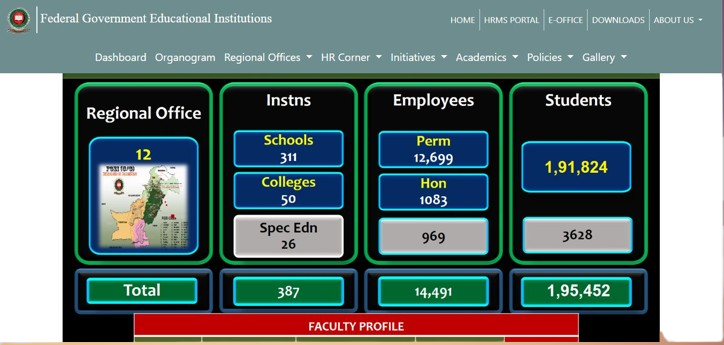 Federal Government Educational Institutions
HOME HRMS PORTAL E-OFFICE DOWNLOADS ABOUT US
Dashboard Organogram Regional Offices HR Corner Initiatives Academics Policies Gallery
Regional Office
12
Instns
Schools
311
Colleges
50
Spec Edn
26
Employees
Perm
12,699
Hon
1083
969
Students
1,91,824
3628
Total
387
14,491
1,95,452
FACULTY PROFILE